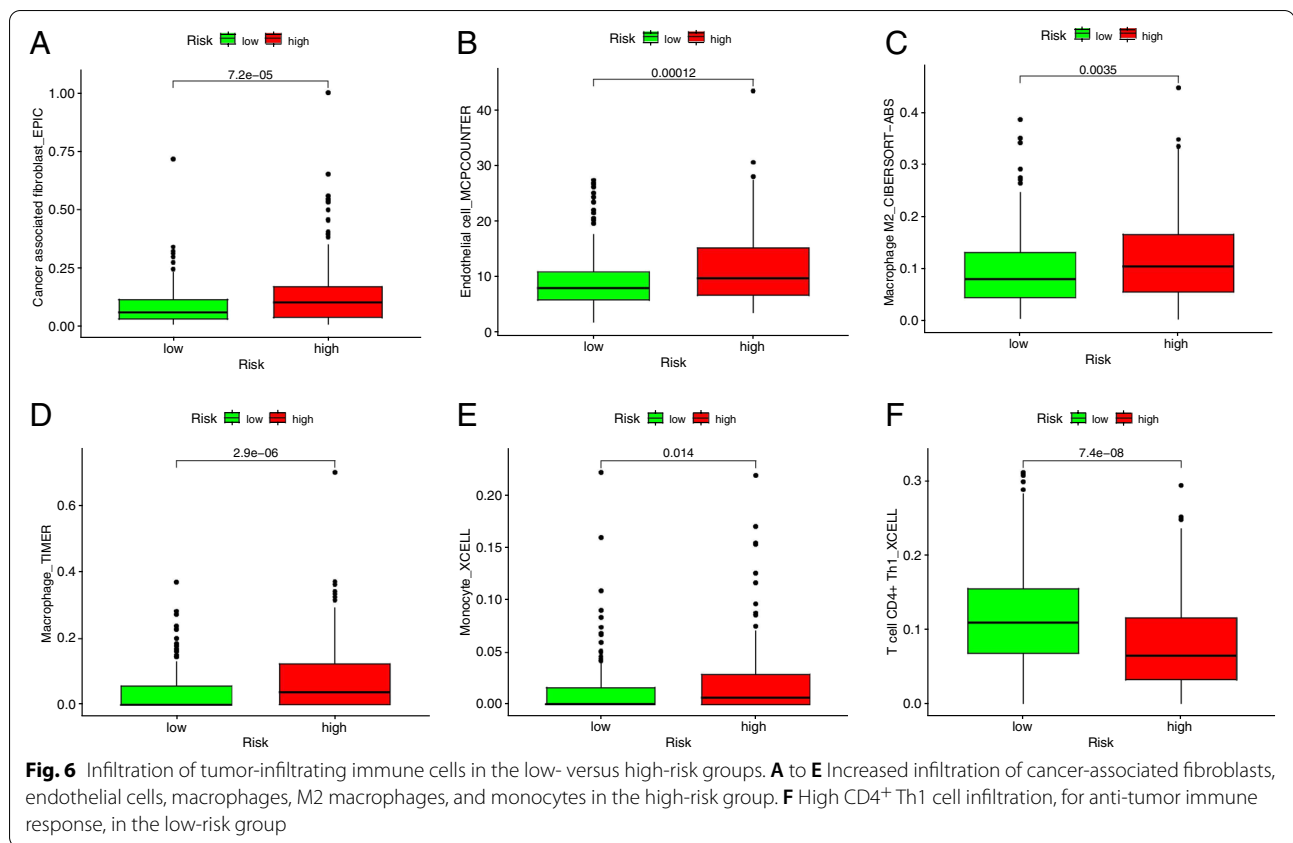 A
Risk low high
7.2e−05
Cancer associated fibroblast_EPIC
1.00
0.75
0.50
0.25
0.00
low high
Risk
B
Risk low high
0.00012
Endothelial cell_MCPCOUNTER
40
30
20
10
0
low high
Risk
C
Risk low high
0.0035
Macrophage M2_CIBERSORT−ABS
0.4
0.3
0.2
0.1
0.0
low high
Risk
D
Risk low high
2.9e−06
Macrophage_TIMER
0.6
0.4
0.2
0.0
low high
Risk
E
Risk low high
0.014
Monocyte_XCELL
0.20
0.15
0.10
0.05
0.00
low high
Risk
F
Risk low high
7.4e−08
T cell CD4+ Th1_XCELL
0.3
0.2
0.1
0.0
low high
Risk
Fig. 6 Infiltration of tumor-infiltrating immune cells in the low- versus high-risk groups. A to E Increased infiltration of cancer-associated fibroblasts,
endothelial cells, macrophages, M2 macrophages, and monocytes in the high-risk group. F High CD4⁺ Th1 cell infiltration, for anti-tumor immune
response, in the low-risk group